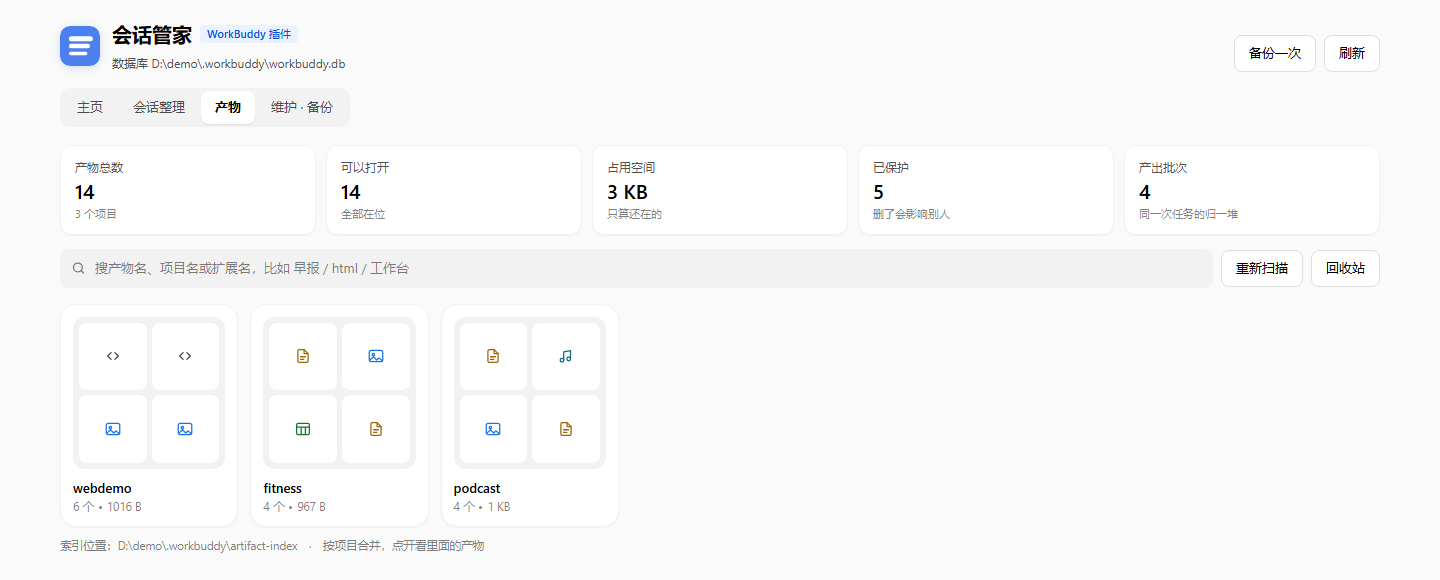 会话管家 WorkBuddy 插件
数据库 D:\demo\.workbuddy\workbuddy.db
备份一次 刷新
主页 会话整理 产物 维护 · 备份
产物总数 可以打开 占用空间 已保护 产出批次
14 14 3 KB 5 4
3 个项目 全部在位 只算还在的 删了会影响别人 同一次任务的归一堆
搜产物名、项目名或扩展名，比如 早报 / html / 工作台 重新扫描 回收站
webdemo fitness podcast
6 个 • 1016 B 4 个 • 967 B 4 个 • 1 KB
索引位置：D:\demo\.workbuddy\artifact-index · 按项目合并，点开看里面的产物